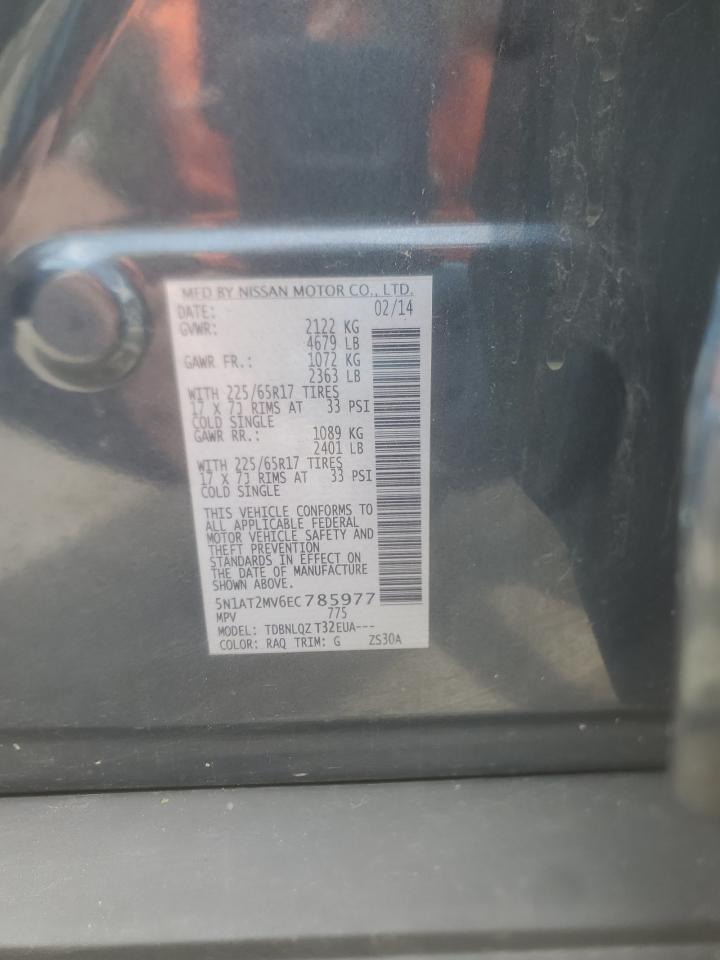 MFD BY NISSAN MOTOR CO., LTD.
DATE: 02/14
GVWR: 2122 KG
4679 LB
GAWR FR.: 1072 KG
2363 LB
WITH 225/65R17 TIRES
17 X 7J RIMS AT 33 PSI
COLD SINGLE
GAWR RR.: 1089 KG
2401 LB
WITH 225/65R17 TIRES
17 X 7J RIMS AT 33 PSI
COLD SINGLE
THIS VEHICLE CONFORMS TO
ALL APPLICABLE FEDERAL
MOTOR VEHICLE SAFETY AND
THEFT PREVENTION
STANDARDS IN EFFECT ON
THE DATE OF MANUFACTURE
SHOWN ABOVE.
5N1AT2MV6EC785977
MPV 775
MODEL: TDBNLQZ T32EUA---
COLOR: RAQ TRIM: G ZS30A